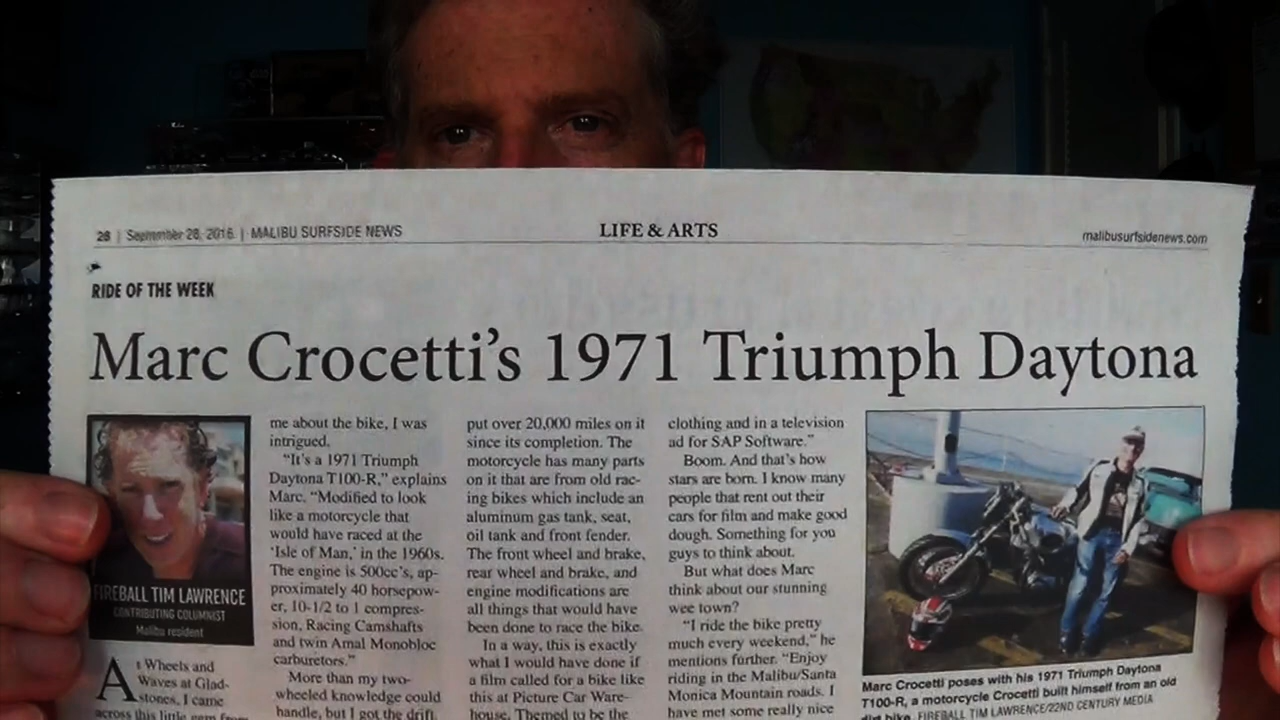 28 | September 28, 2016 | MALIBU SURFSIDE NEWS
LIFE & ARTS
malibusurfsidenews.com
RIDE OF THE WEEK
Marc Crocetti's 1971 Triumph Daytona
FIREBALL TIM LAWRENCE
CONTRIBUTING COLUMNIST
Malibu resident
At Wheels and
Waves at Glad-
stones, I came
across this little gem from
me about the bike, I was
intrigued.
"It's a 1971 Triumph
Daytona T100-R," explains
Marc. "Modified to look
like a motorcycle that
would have raced at the
'Isle of Man,' in the 1960s.
The engine is 500cc's, ap-
proximately 40 horsepow-
er, 10-1/2 to 1 compres-
sion, Racing Camshafts
and twin Amal Monobloc
carburetors."
More than my two-
wheeled knowledge could
handle, but I got the drift.
put over 20,000 miles on it
since its completion. The
motorcycle has many parts
on it that are from old rac-
ing bikes which include an
aluminum gas tank, seat,
oil tank and front fender.
The front wheel and brake,
rear wheel and brake, and
engine modifications are
all things that would have
been done to race the bike.
In a way, this is exactly
what I would have done if
a film called for a bike like
this at Picture Car Ware-
house. Themed to be the
clothing and in a television
ad for SAP Software."
Boom. And that's how
stars are born. I know many
people that rent out their
cars for film and make good
dough. Something for you
guys to think about.
But what does Marc
think about our stunning
wee town?
"I ride the bike pretty
much every weekend," he
mentions further. "Enjoy
riding in the Malibu/Santa
Monica Mountain roads. I
have met some really nice
Marc Crocetti poses with his 1971 Triumph Daytona
T100-R, a motorcycle Crocetti built himself from an old
dirt bike. FIREBALL TIM LAWRENCE/22ND CENTURY MEDIA